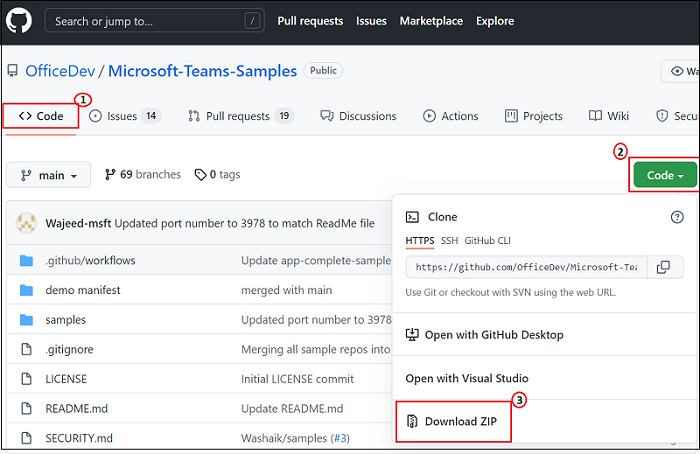 Search or jump to... /
Pull requests Issues Marketplace Explore
OfficeDev / Microsoft-Teams-Samples Public
1
Code Issues 14 Pull requests 19 Discussions Actions Projects Wiki
2
main 69 branches 0 tags Code
Wajeed-msft Updated port number to 3978 to match ReadMe file
.github/workflows Update app-complete-sample
demo manifest merged with main
samples Updated port number to 3978
.gitignore Merging all sample repos into
LICENSE Initial LICENSE commit
README.md Update README.md
SECURITY.md Washaik/samples (#3)
Clone ?
HTTPS SSH GitHub CLI
https://github.com/OfficeDev/Microsoft-Tea
Use Git or checkout with SVN using the web URL.
Open with GitHub Desktop
Open with Visual Studio
3
Download ZIP